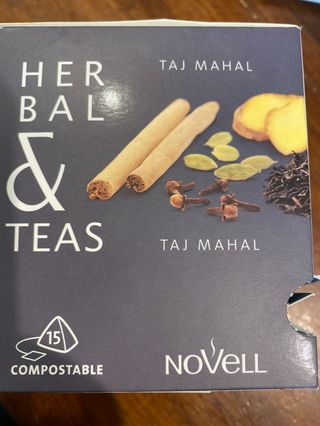 HER
BAL
&
TEAS
TAJ MAHAL
TAJ MAHAL
15
COMPOSTABLE
NOVELL